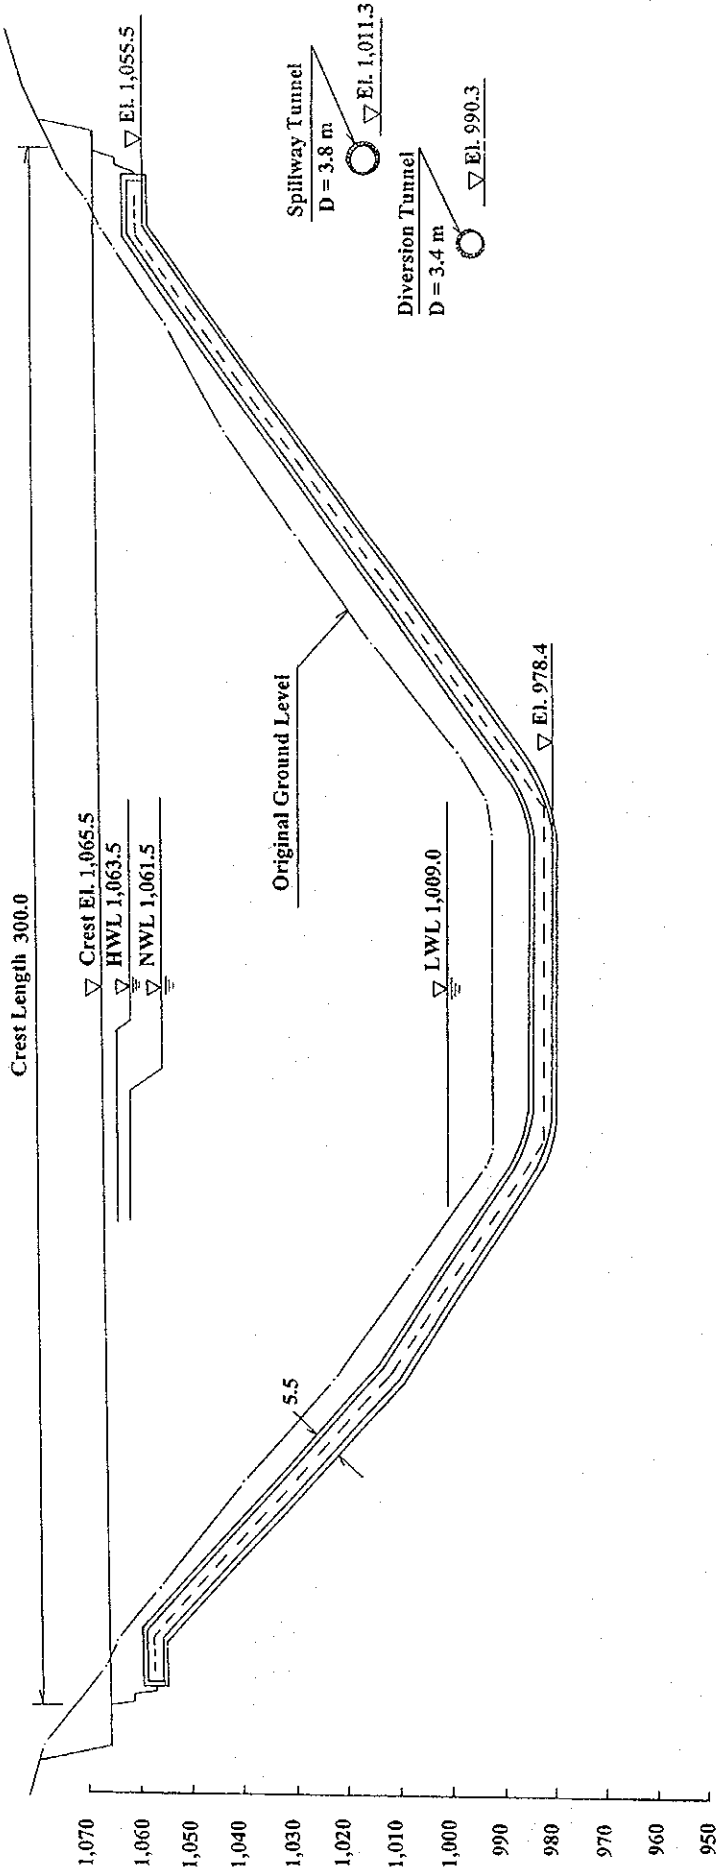 Crest Length 300.0
Crest El. 1,065.5
HWL 1,063.5
NWL 1,061.5
El. 1,055.5
Original Ground Level
Spillway Tunnel
D = 3.8 m
El. 1,011.3
5.5
LWL 1,009.0
Diversion Tunnel
D = 3.4 m
El. 990.3
El. 978.4
1,070
1,060
1,050
1,040
1,030
1,020
1,010
1,000
990
980
970
960
950